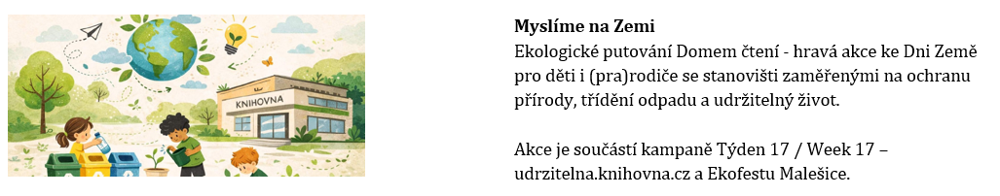 KNIHOVNA
Myslíme na Zemi
Ekologické putování Domem čtení - hravá akce ke Dni Země
pro děti i (pra)rodiče se stanovišti zaměřenými na ochranu
přírody, třídění odpadu a udržitelný život.
Akce je součástí kampaně Týden 17 / Week 17 –
udrzitelna.knihovna.cz a Ekofestu Malešice.